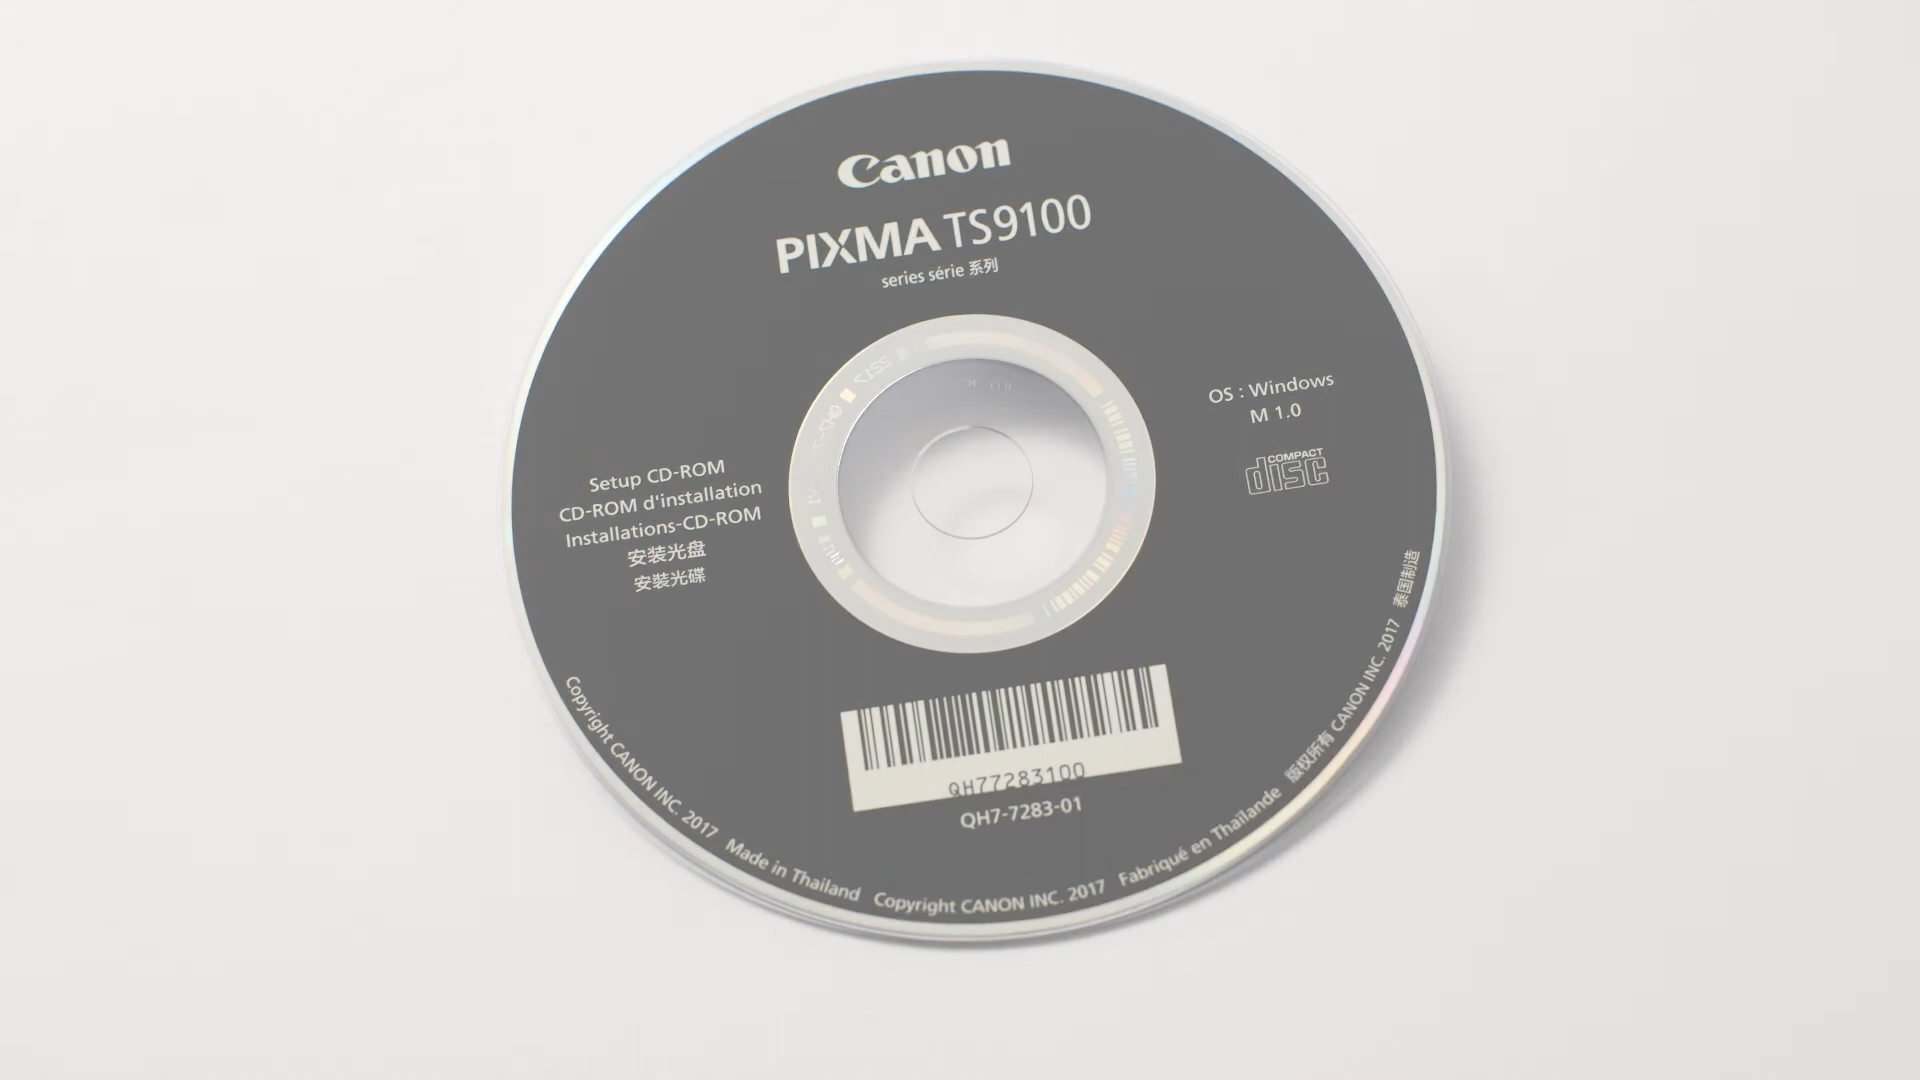 Canon
PIXMA TS9100
series série 系列
OS : Windows
M 1.0
COMPACT
disc
Setup CD-ROM
CD-ROM d'installation
Installations-CD-ROM
安装光盘
安裝光碟
QH77283100
QH7-7283-01
Copyright CANON INC. 2017 Made in Thailand Copyright CANON INC. 2017 Fabriqué en Thaïlande 版权所有 CANON INC. 2017 泰国制造